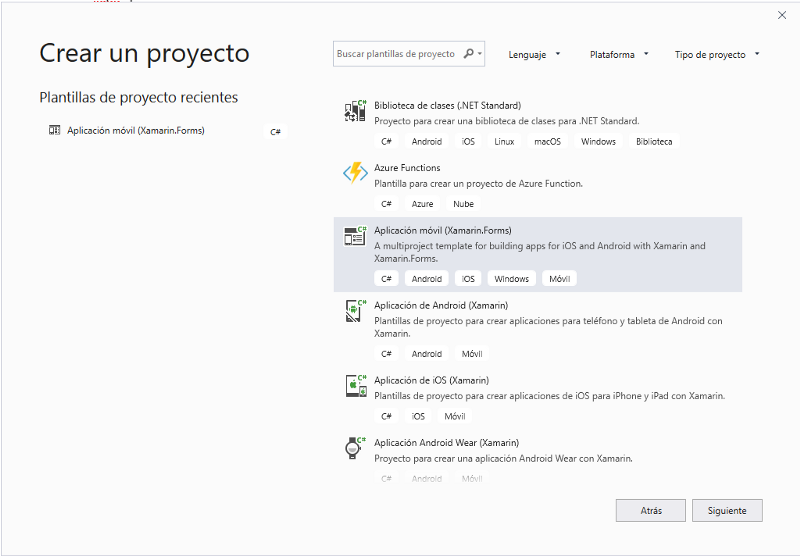 Crear un proyecto
Buscar plantillas de proyecto
Lenguaje
Plataforma
Tipo de proyecto
Plantillas de proyecto recientes
Aplicación móvil (Xamarin.Forms)
C#
Biblioteca de clases (.NET Standard)
Proyecto para crear una biblioteca de clases para .NET Standard.
C# Android iOS Linux macOS Windows Biblioteca
Azure Functions
Plantilla para crear un proyecto de Azure Function.
C# Azure Nube
Aplicación móvil (Xamarin.Forms)
A multiproject template for building apps for iOS and Android with Xamarin and
Xamarin.Forms.
C# Android iOS Windows Móvil
Aplicación de Android (Xamarin)
Plantillas de proyecto para crear aplicaciones para teléfono y tableta de Android con
Xamarin.
C# Android Móvil
Aplicación de iOS (Xamarin)
Plantillas de proyecto para crear aplicaciones de iOS para iPhone y iPad con Xamarin.
C# iOS Móvil
Aplicación Android Wear (Xamarin)
Proyecto para crear una aplicación Android Wear con Xamarin.
C# Android Móvil
Atrás
Siguiente